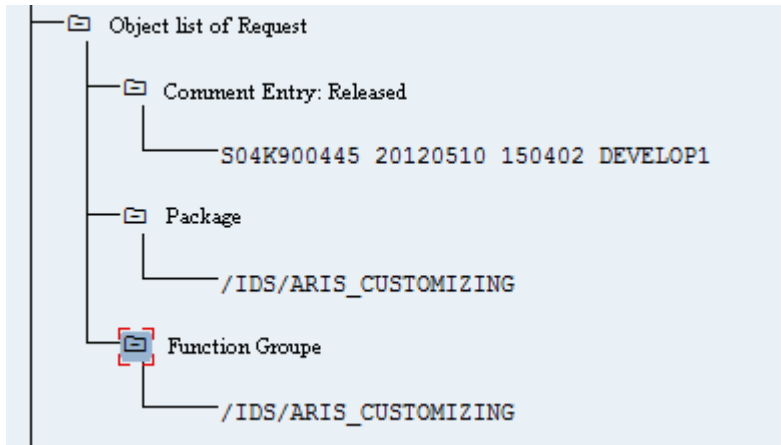 Object list of Request
Comment Entry: Released
S04K900445 20120510 150402 DEVELOP1
Package
/IDS/ARIS_CUSTOMIZING
Function Groupe
/IDS/ARIS_CUSTOMIZING